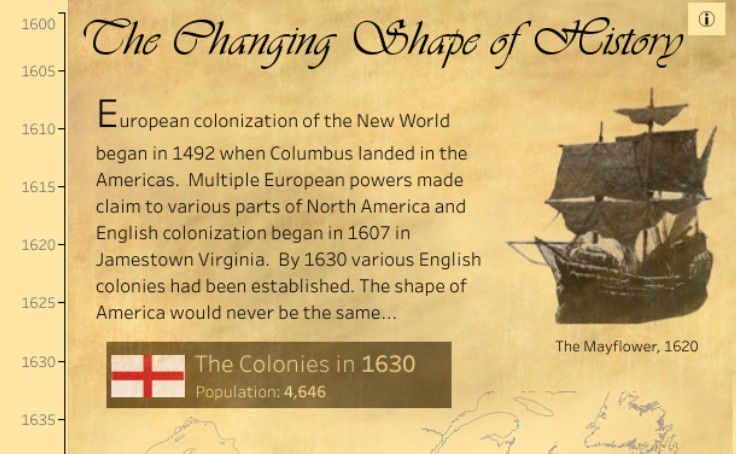 The Changing Shape of History
1600
1605
1610
1615
1620
1625
1630
1635
European colonization of the New World
began in 1492 when Columbus landed in the
Americas. Multiple European powers made
claim to various parts of North America and
English colonization began in 1607 in
Jamestown Virginia. By 1630 various English
colonies had been established. The shape of
America would never be the same...
The Mayflower, 1620
The Colonies in 1630
Population: 4,646